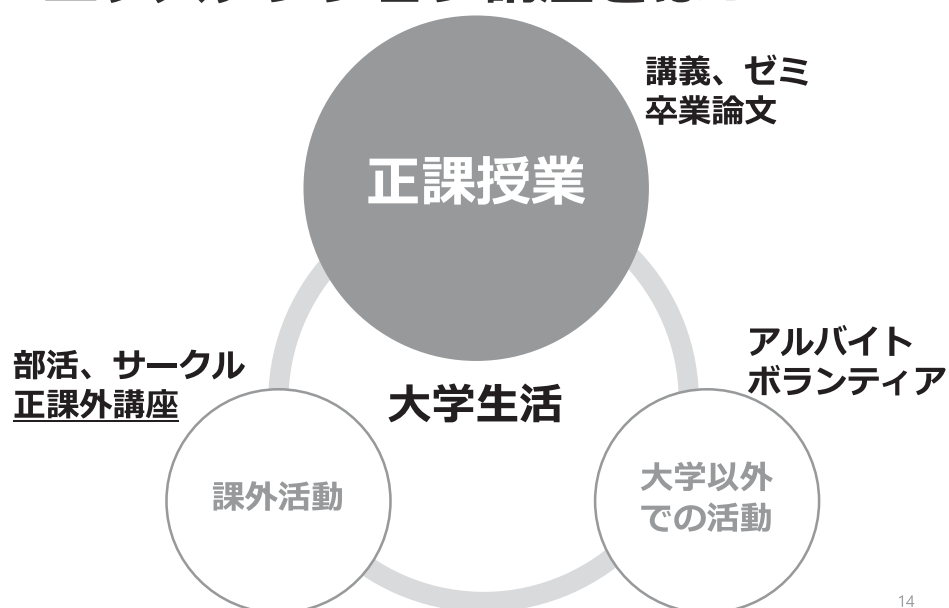 講義、ゼミ
卒業論文
正課授業
アルバイト
ボランティア
部活、サークル
正課外講座
大学生活
課外活動
大学以外
での活動
14